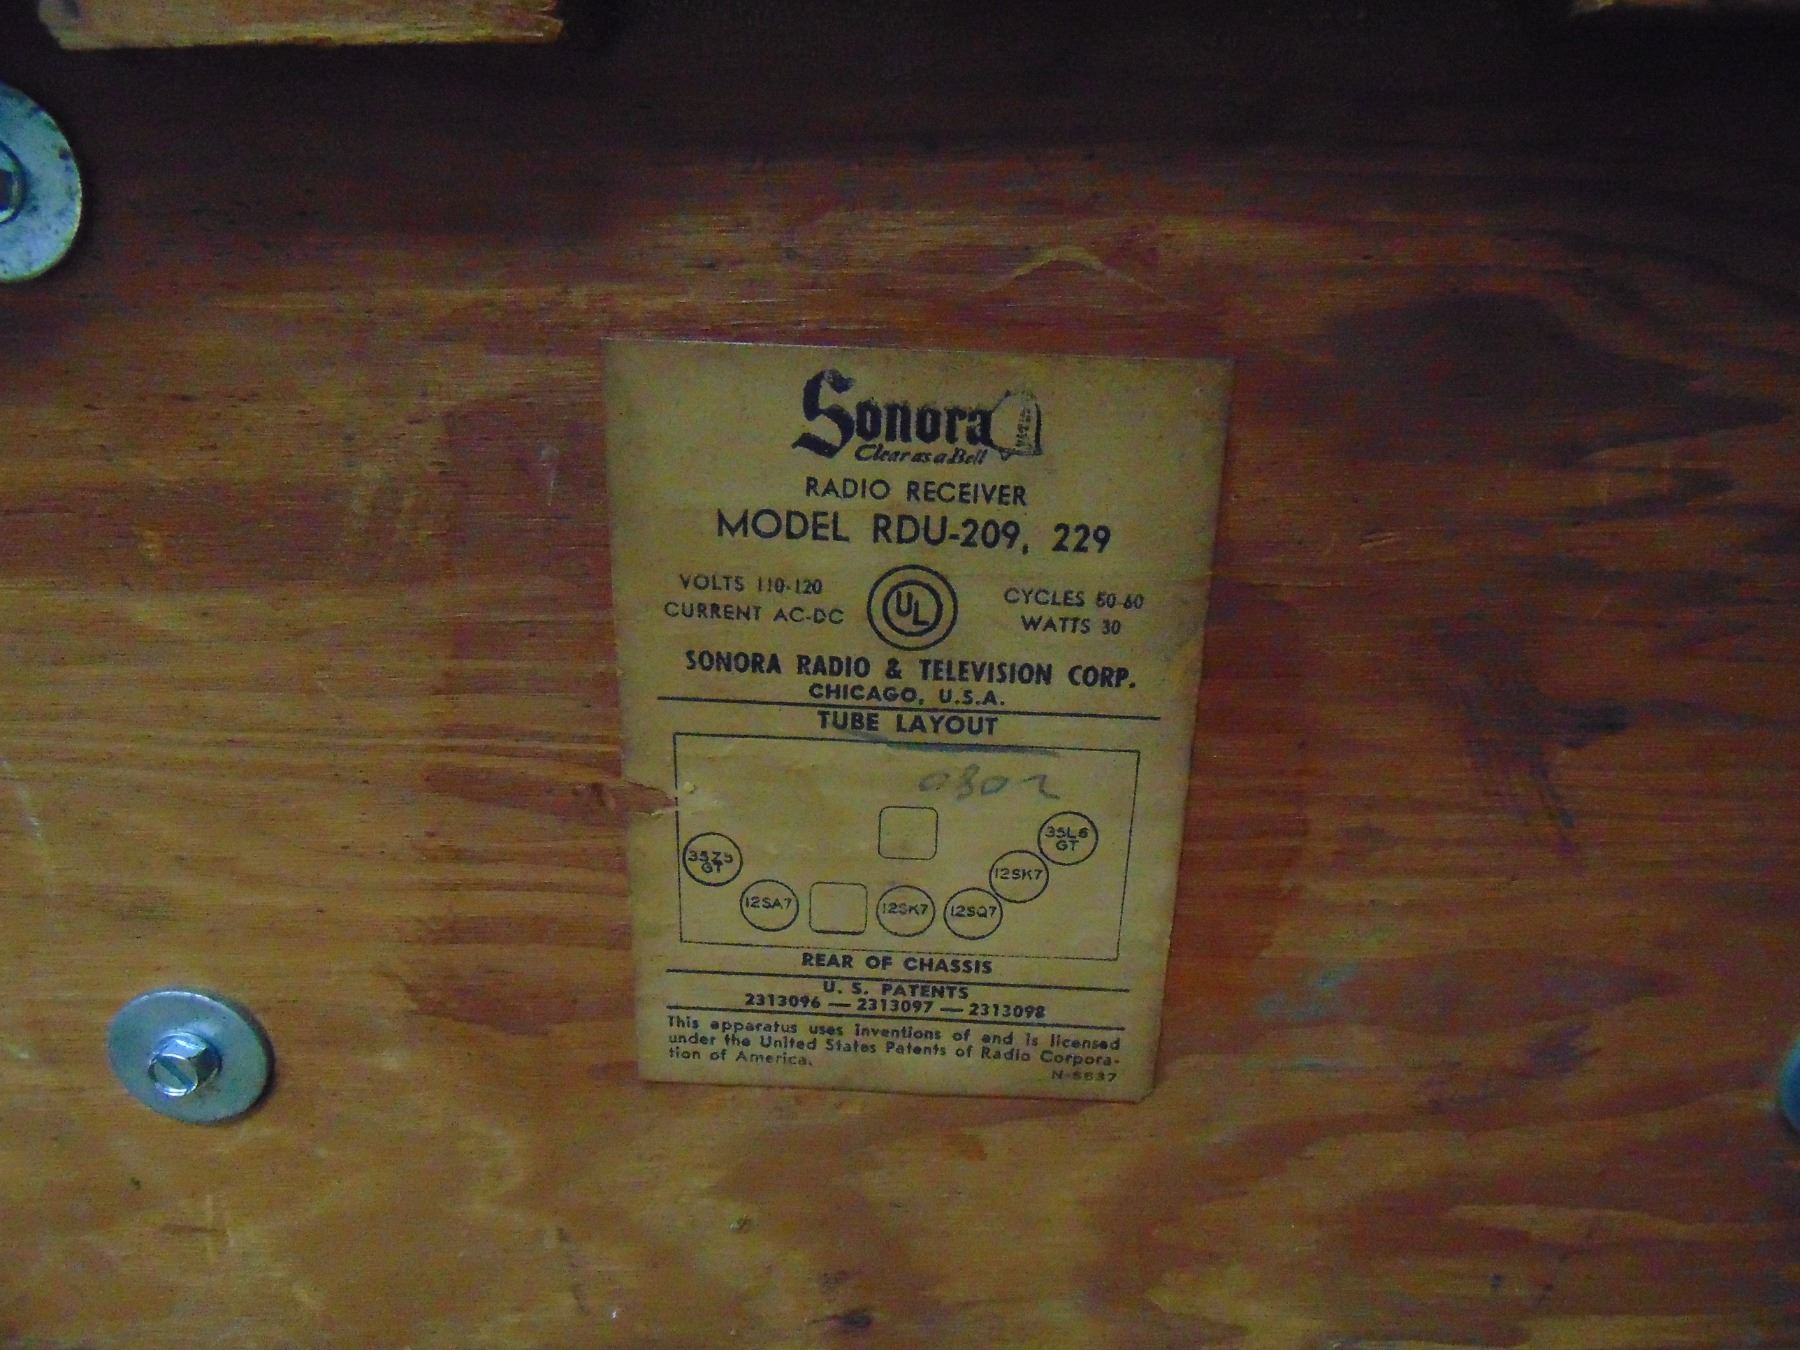 Sonora
Clear as a Bell
RADIO RECEIVER
MODEL RDU-209, 229
VOLTS 110-120
CURRENT AC-DC
UL
CYCLES 50-60
WATTS 30
SONORA RADIO & TELEVISION CORP.
CHICAGO, U.S.A.
TUBE LAYOUT
35L6
GT
35Z5
GT
12SK7
12SA7
12SK7
12SQ7
REAR OF CHASSIS
U. S. PATENTS
2313096 — 2313097 — 2313098
This apparatus uses inventions of and is licensed
under the United States Patents of Radio Corpora-
tion of America.